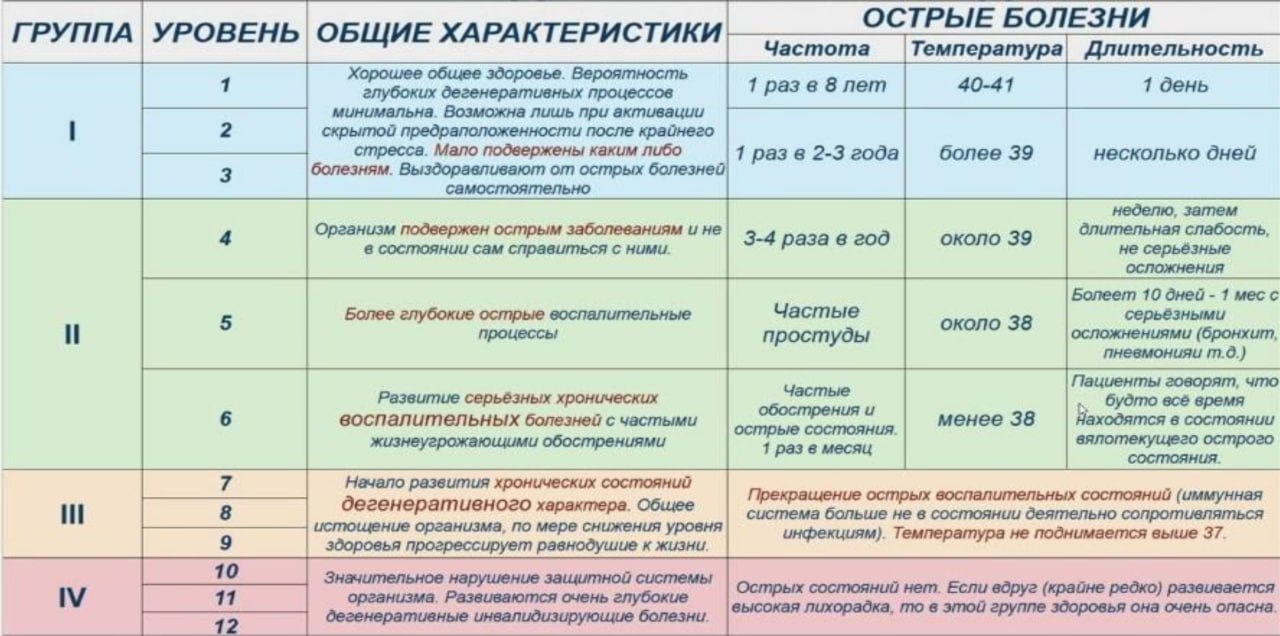 ГРУППА
УРОВЕНЬ
ОБЩИЕ ХАРАКТЕРИСТИКИ
ОСТРЫЕ БОЛЕЗНИ
Частота
Температура
Длительность
I
1
2
3
Хорошее общее здоровье. Вероятность
глубоких дегенеративных процессов
минимальна. Возможна лишь при активации
скрытой предраположенности после крайнего
стресса. Мало подвержены каким либо
болезням. Выздоравливают от острых болезней
самостоятельно
1 раз в 8 лет
40-41
1 день
1 раз в 2-3 года
более 39
несколько дней
II
4
Организм подвержен острым заболеваниям и не
в состоянии сам справиться с ними.
3-4 раза в год
около 39
неделю, затем
длительная слабость,
не серьёзные
осложнения
5
Более глубокие острые воспалительные
процессы
Частые
простуды
около 38
Болеет 10 дней - 1 мес с
серьёзными
осложнениями (бронхит,
пневмонияи т.д.)
6
Развитие серьёзных хронических
воспалительных болезней с частыми
жизнеугрожающими обострениями
Частые
обострения и
острые состояния.
1 раз в месяц
менее 38
Пациенты говорят, что
будто всё время
находятся в состоянии
вялотекущего острого
состояния.
III
7
8
9
Начало развития хронических состояний
дегенеративного характера. Общее
истощение организма, по мере снижения уровня
здоровья прогрессирует равнодушие к жизни.
Прекращение острых воспалительных состояний (иммунная
система больше не в состоянии деятельно сопротивляться
инфекциям). Температура не поднимается выше 37.
IV
10
11
12
Значительное нарушение защитной системы
организма. Развиваются очень глубокие
дегенеративные инвалидизирующие болезни.
Острых состояний нет. Если вдруг (крайне редко) развивается
высокая лихорадка, то в этой группе здоровья она очень опасна.